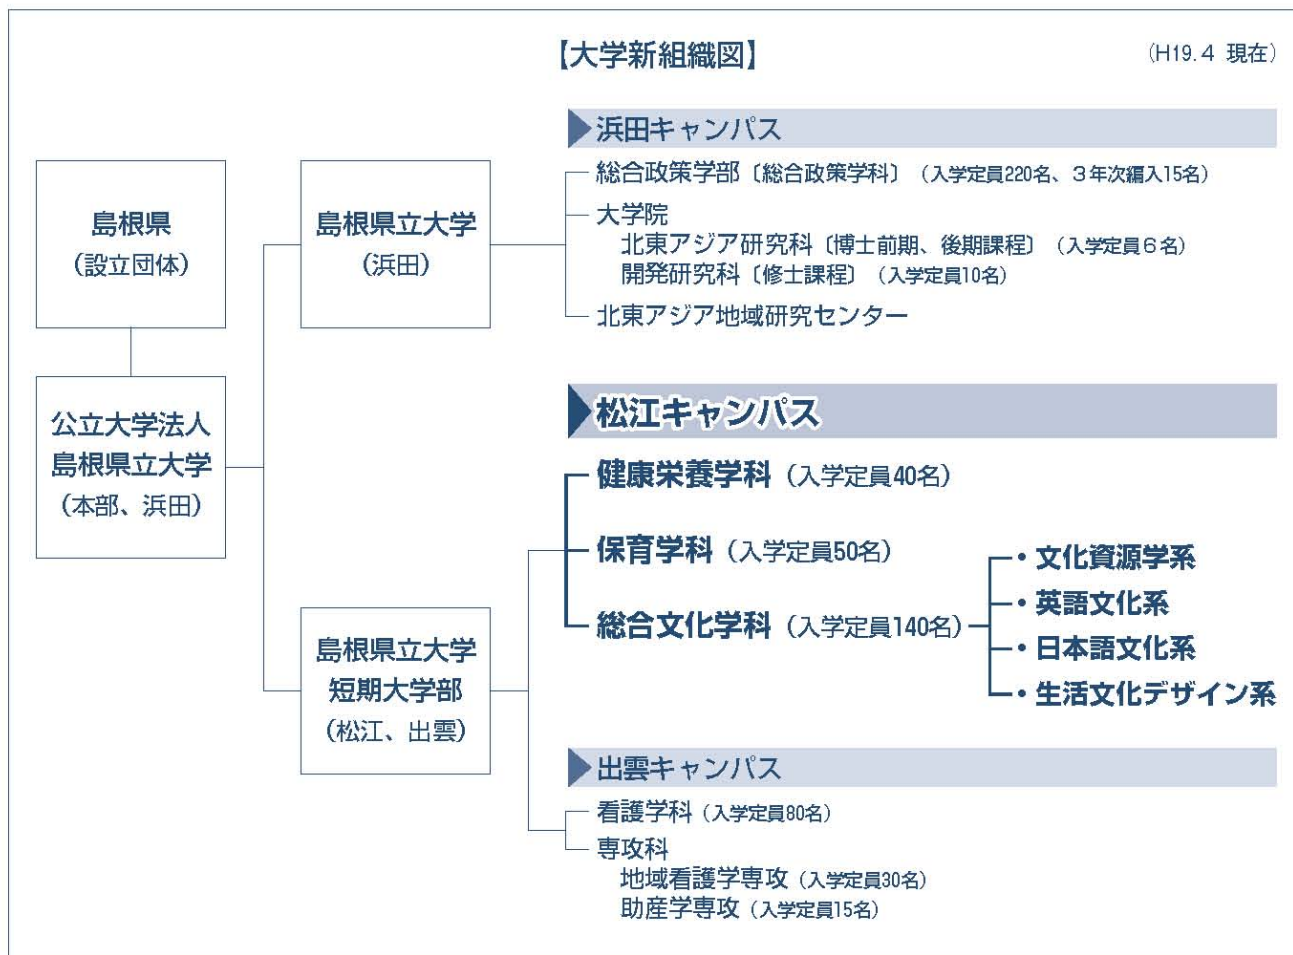 【大学新組織図】
（H19.4 現在）
島根県
（設立団体）
公立大学法人
島根県立大学
（本部、浜田）
島根県立大学
（浜田）
浜田キャンパス
総合政策学部〔総合政策学科〕（入学定員220名、３年次編入15名）
大学院
北東アジア研究科〔博士前期、後期課程〕（入学定員６名）
開発研究科〔修士課程〕（入学定員10名）
北東アジア地域研究センター
島根県立大学
短期大学部
（松江、出雲）
松江キャンパス
健康栄養学科（入学定員40名）
保育学科（入学定員50名）
総合文化学科（入学定員140名）
・文化資源学系
・英語文化系
・日本語文化系
・生活文化デザイン系
出雲キャンパス
看護学科（入学定員80名）
専攻科
地域看護学専攻（入学定員30名）
助産学専攻（入学定員15名）